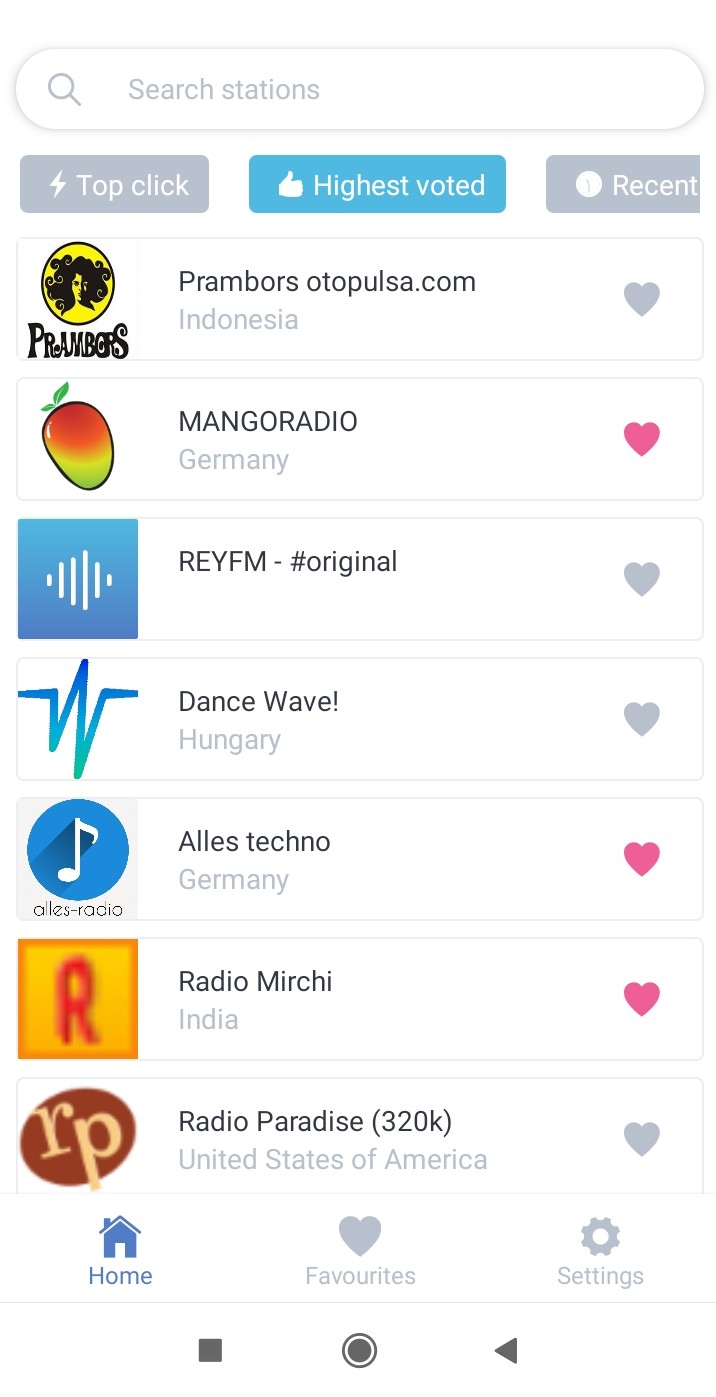 Search stations
Top click
Highest voted
Recent
PRAMBORS
Prambors otopulsa.com
Indonesia
MANGORADIO
Germany
REYFM - #original
Dance Wave!
Hungary
alles-radio
Alles techno
Germany
R
Radio Mirchi
India
rp
Radio Paradise (320k)
United States of America
Home
Favourites
Settings